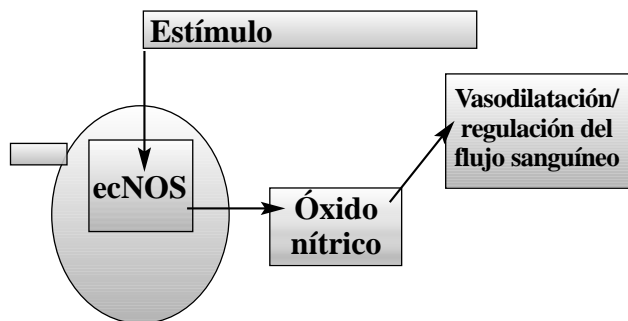 Estímulo
Vasodilatación/
regulación del
flujo sanguíneo
ecNOS
Óxido
nítrico